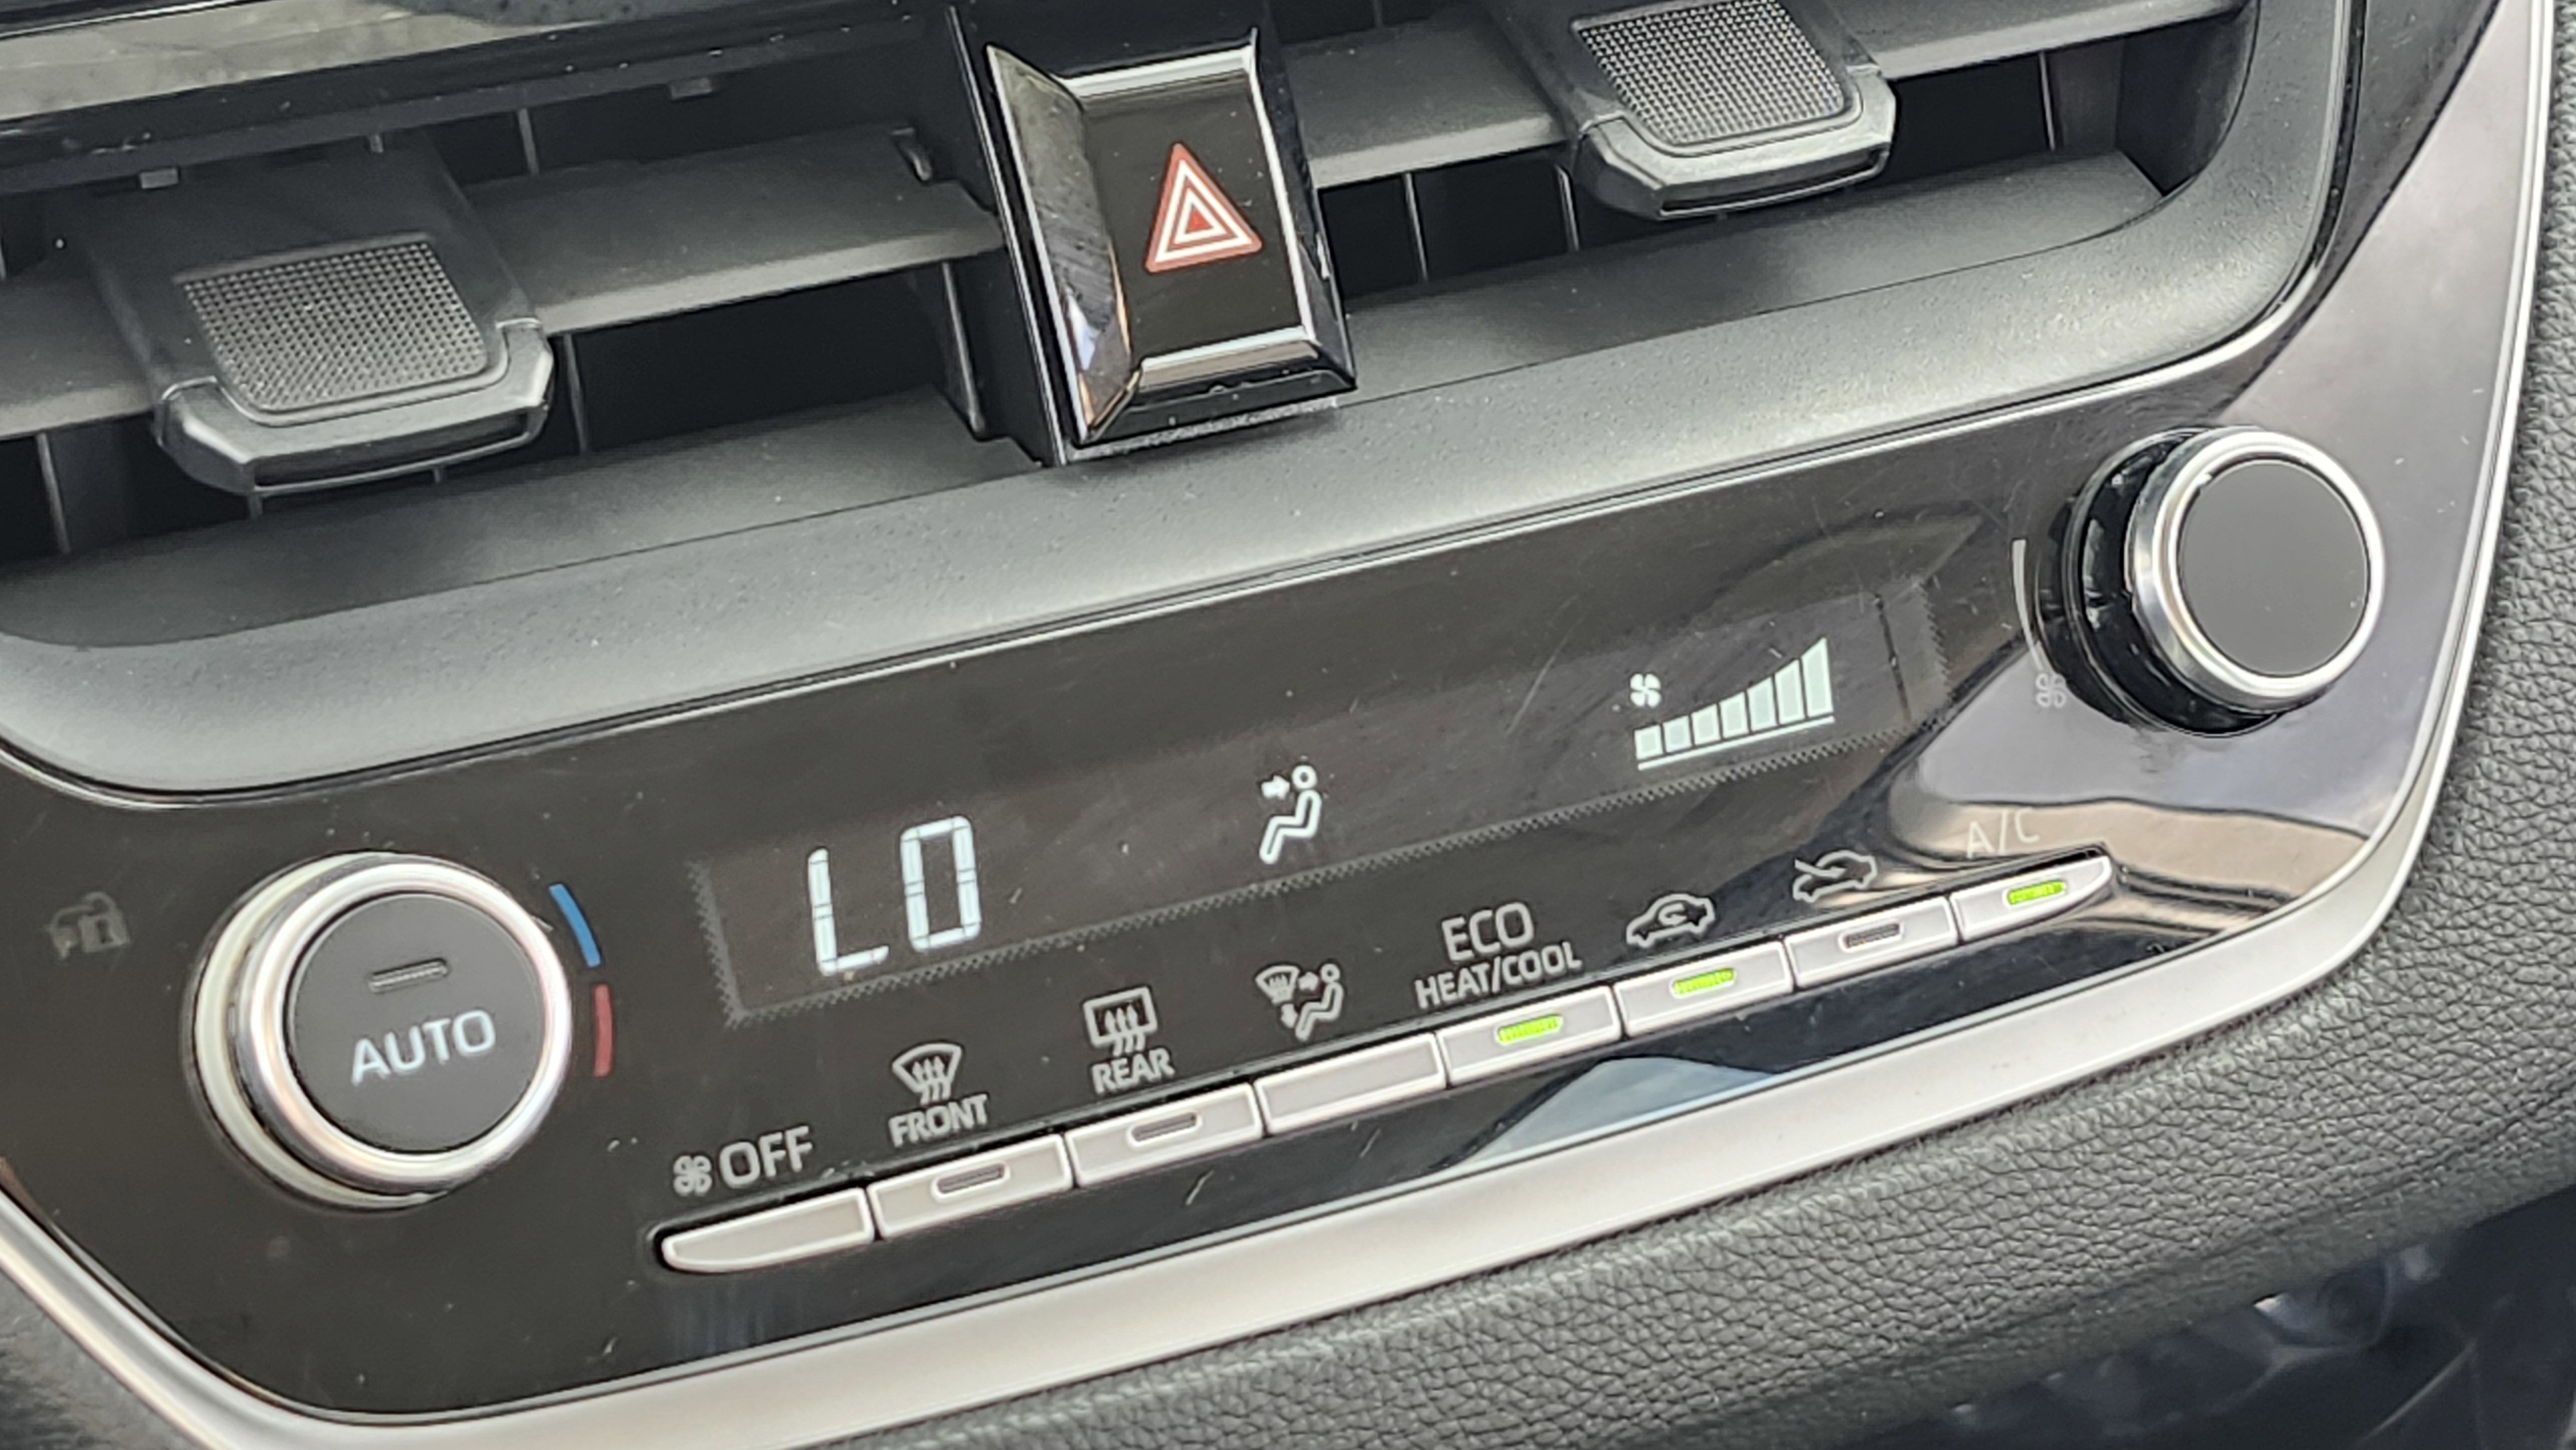 LO
AUTO
OFF
FRONT
REAR
ECO
HEAT/COOL
A/C